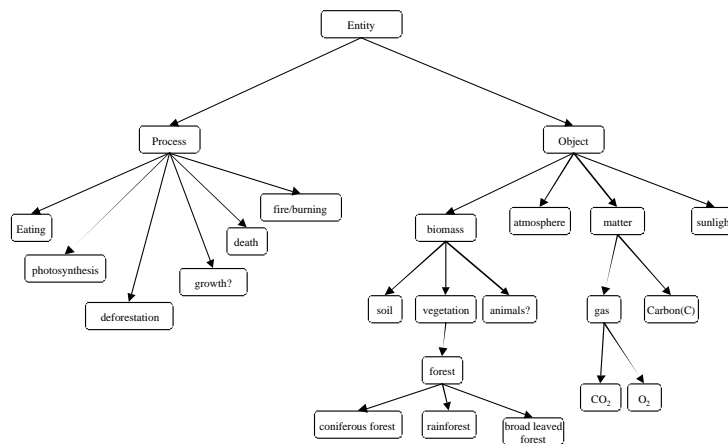 Entity
Process
Object
Eating
photosynthesis
deforestation
growth?
death
fire/burning
biomass
atmosphere
matter
sunlight
soil
vegetation
animals?
gas
Carbon(C)
forest
CO₂
O₂
coniferous forest
rainforest
broad leaved
forest